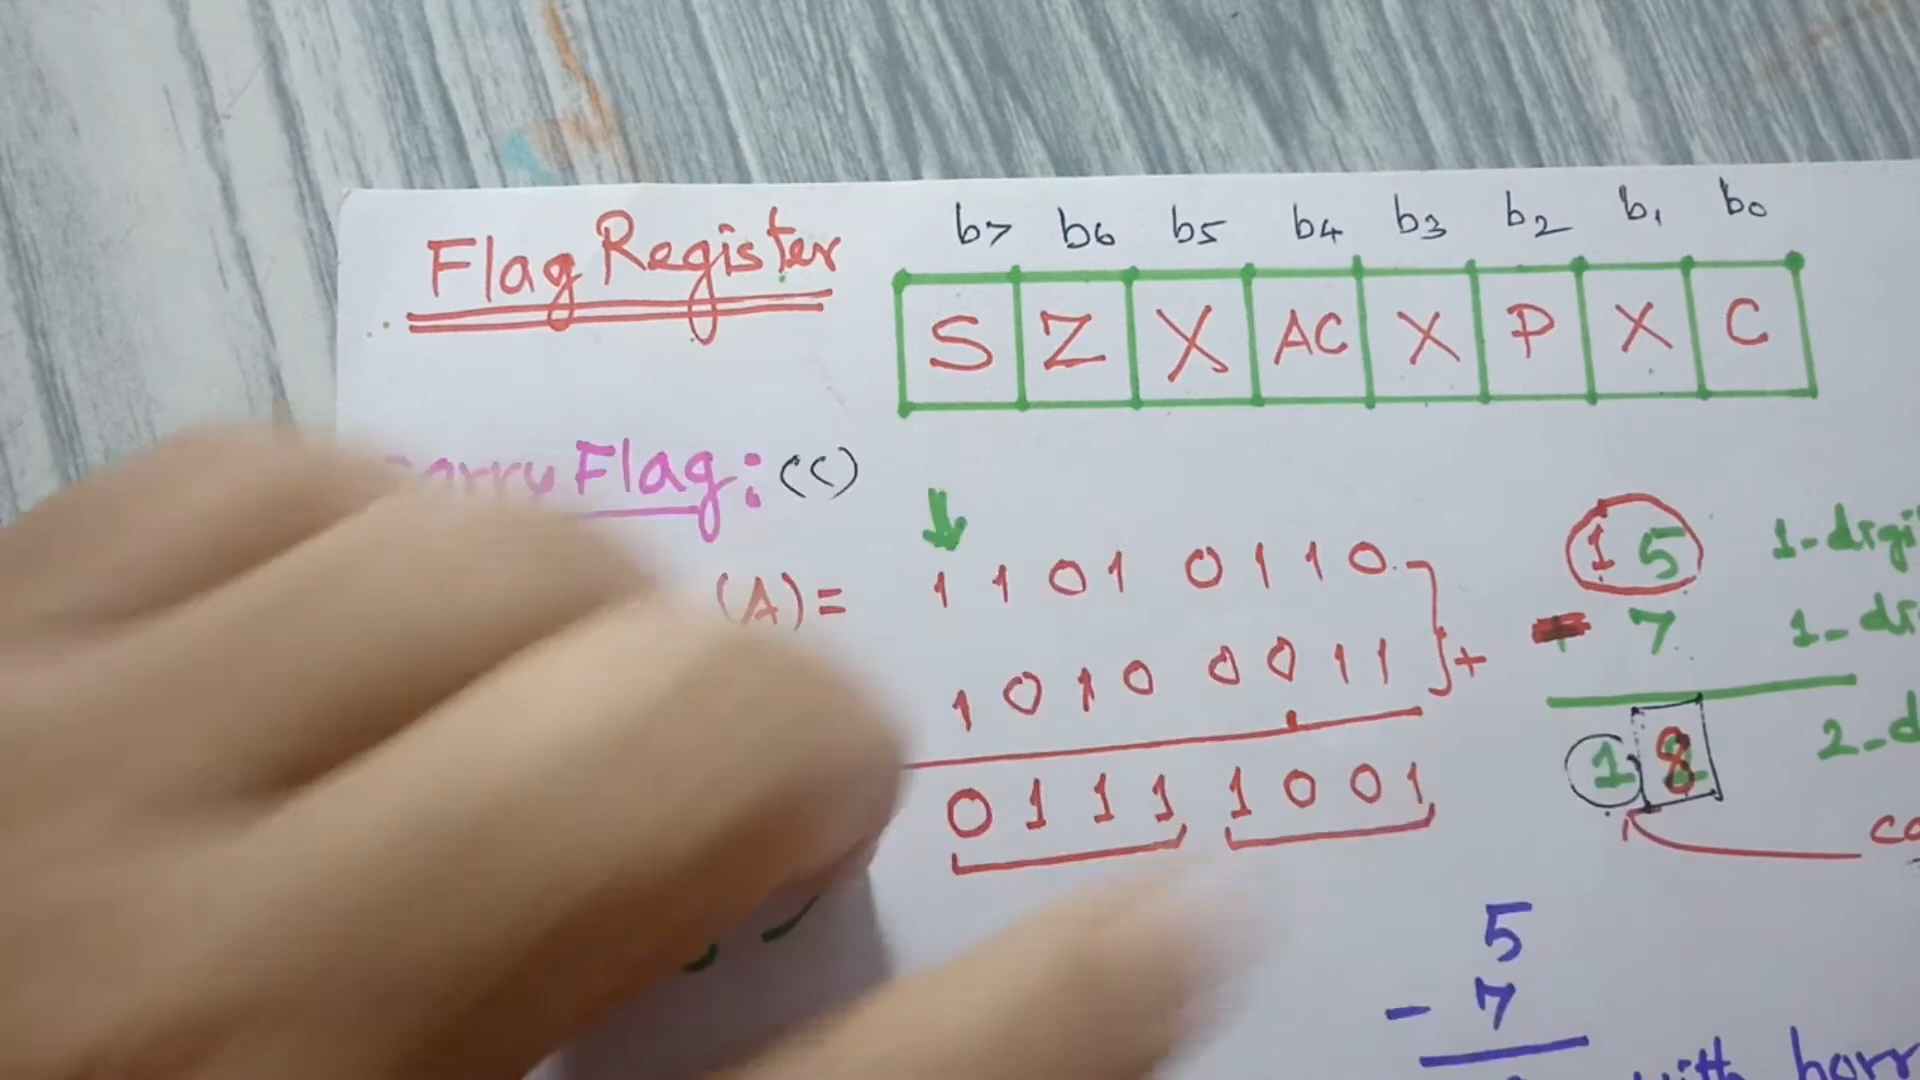 Flag Register
b7 b6 b5 b4 b3 b2 b1 b0
S Z X AC X P X C
Flag: (C)
(A) = 1 1 0 1 0 1 1 0
1 0 1 0 0 0 1 1 +
0 1 1 1 1 0 0 1
1 5
7
1 8
5
- 7
with